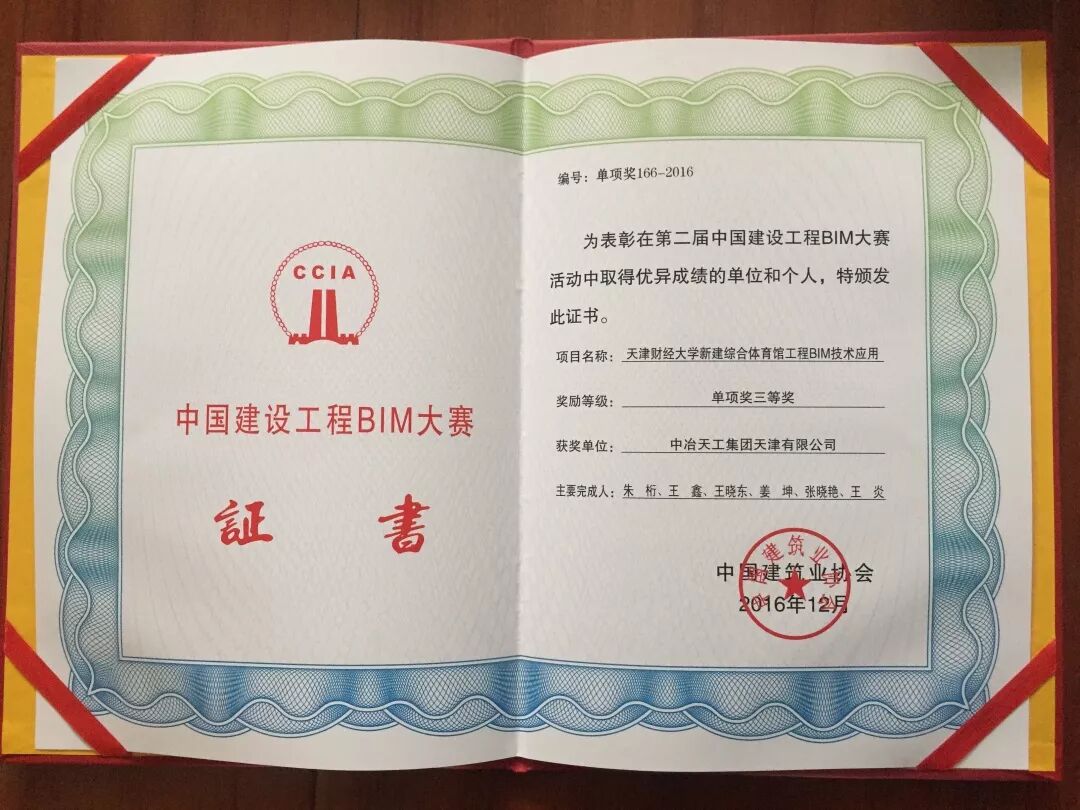 CCIA
中国建设工程BIM大赛
証 書
编号：单项奖166-2016
为表彰在第二届中国建设工程BIM大赛
活动中取得优异成绩的单位和个人，特颁发
此证书。
项目名称：天津财经大学新建综合体育馆工程BIM技术应用
奖励等级：单项奖三等奖
获奖单位：中冶天工集团天津有限公司
主要完成人：朱 桁、王 鑫、王晓东、姜 坤、张晓艳、王 炎
中国建筑业协会
中国建筑业协会
2016年12月